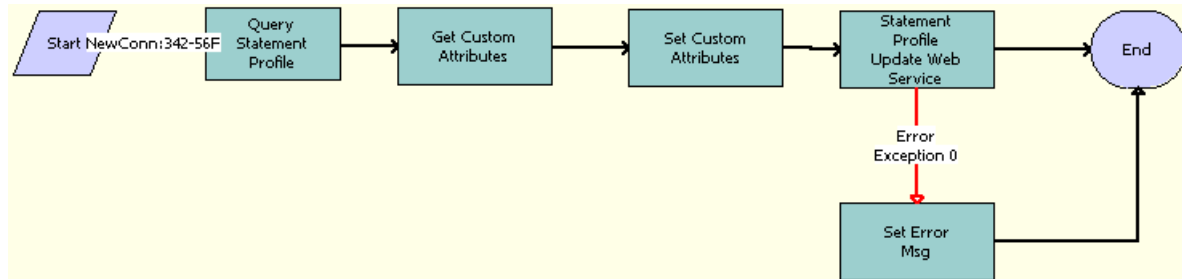 Start NewConn:342-56F
Query
Statement
Profile
Get Custom
Attributes
Set Custom
Attributes
Statement
Profile
Update Web
Service
End
Error
Exception 0
Set Error
Msg